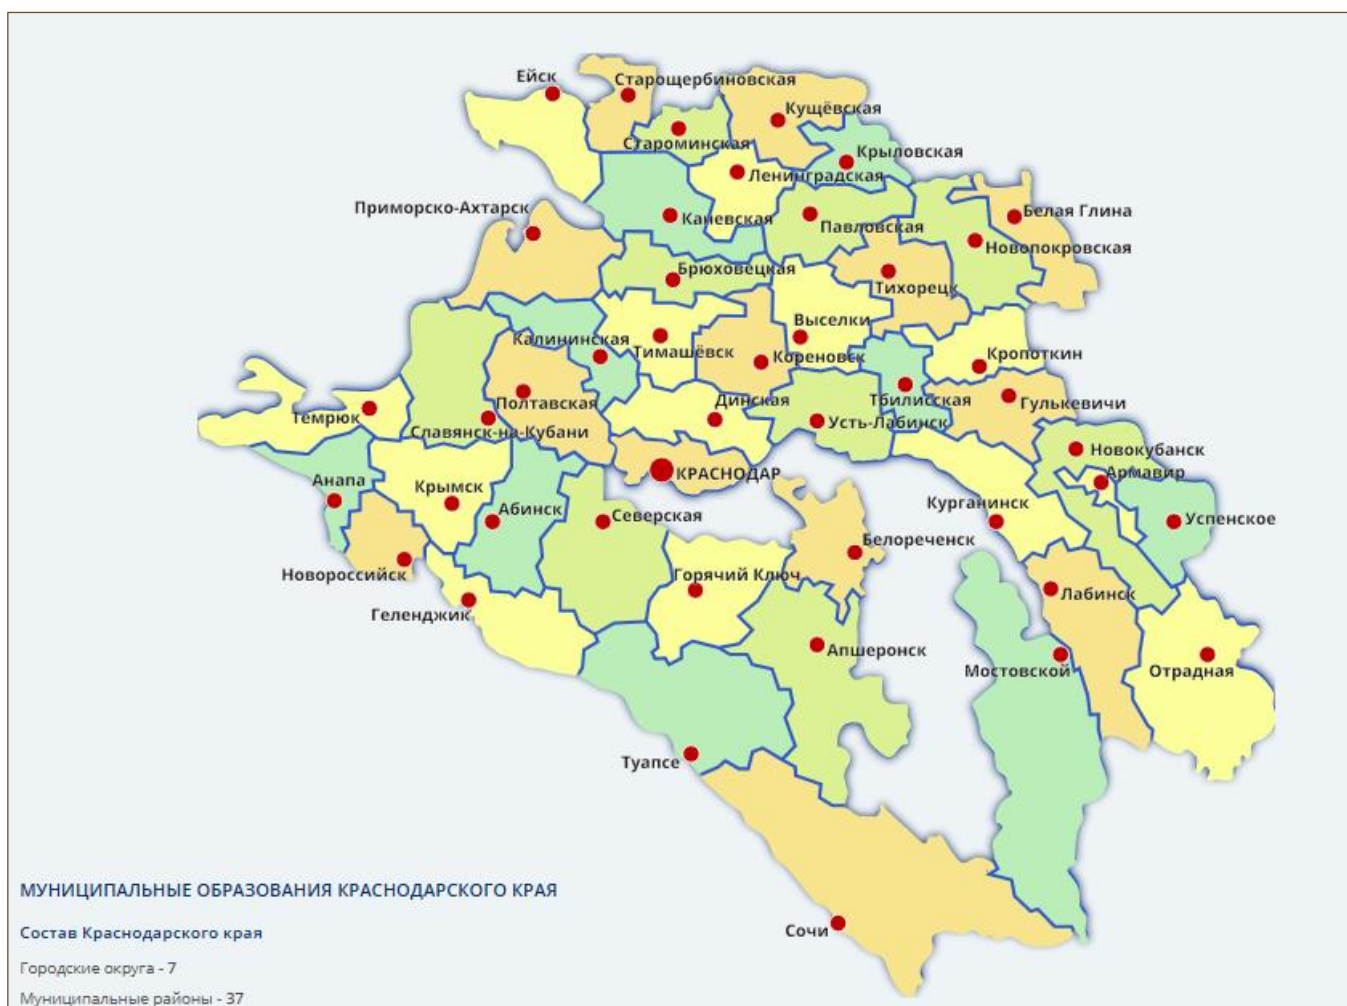 Ейск
Старощербиновская
Кущёвская
Староминская
Крыловская
Ленинградская
Приморско-Ахтарск
Каневская
Павловская
Белая Глина
Новопокровская
Брюховецкая
Тихорецк
Калининская
Тимашёвск
Выселки
Кореновск
Кропоткин
Полтавская
Динская
Тбилисская
Гулькевичи
Темрюк
Славянск-на-Кубани
Усть-Лабинск
Новокубанск
КРАСНОДАР
Армавир
Анапа
Крымск
Абинск
Северская
Курганинск
Успенское
Белореченск
Новороссийск
Горячий Ключ
Геленджик
Лабинск
Апшеронск
Мостовской
Отрадная
Туапсе
Сочи
МУНИЦИПАЛЬНЫЕ ОБРАЗОВАНИЯ КРАСНОДАРСКОГО КРАЯ
Состав Краснодарского края
Городские округа - 7
Муниципальные районы - 37